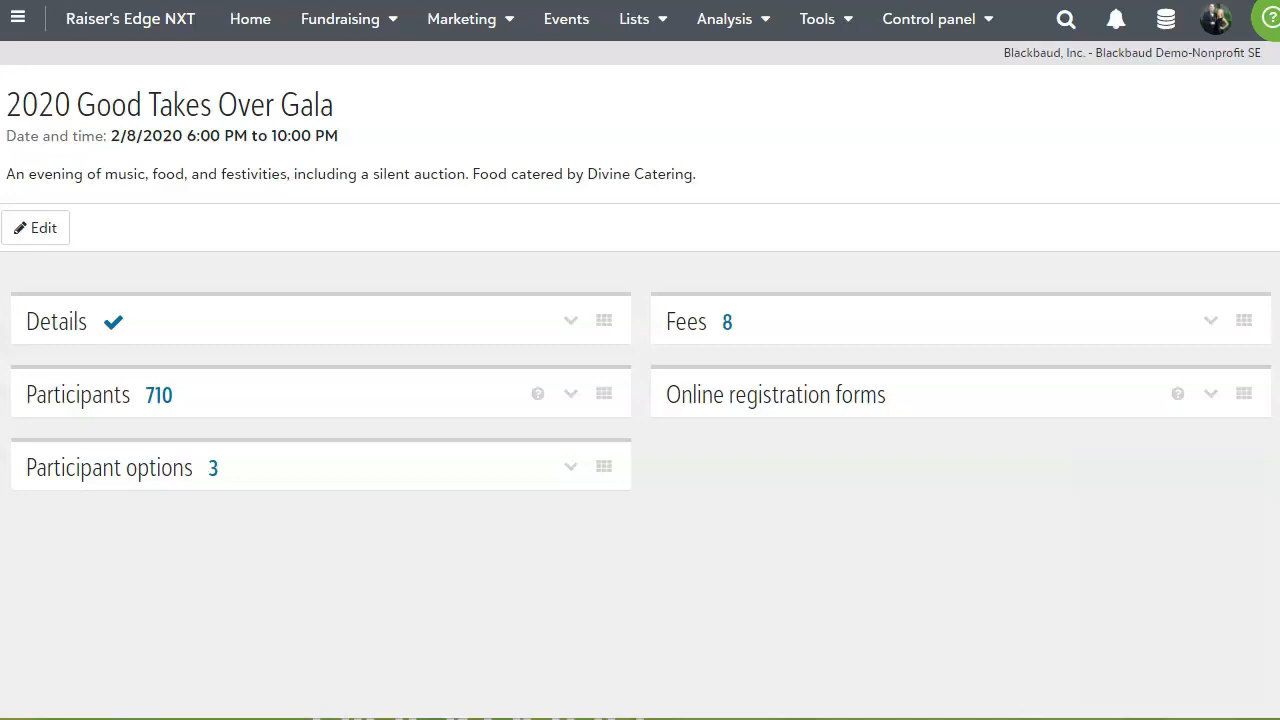 Raiser's Edge NXT Home Fundraising Marketing Events Lists Analysis Tools Control panel
Blackbaud, Inc. - Blackbaud Demo-Nonprofit SE
2020 Good Takes Over Gala
Date and time: 2/8/2020 6:00 PM to 10:00 PM
An evening of music, food, and festivities, including a silent auction. Food catered by Divine Catering.
Edit
Details
Fees 8
Participants 710
Online registration forms
Participant options 3